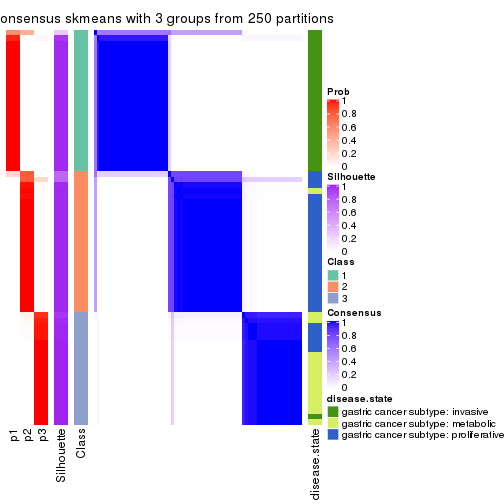 onsensus skmeans with 3 groups from 250 partitions
Prob
1
0.8
0.6
0.4
0.2
0
Silhouette
1
0.8
0.6
0.4
0.2
0
Class
1
2
3
Consensus
1
0.8
0.6
0.4
0.2
0
disease.state
gastric cancer subtype: invasive
gastric cancer subtype: metabolic
gastric cancer subtype: proliferative
p1
p2
p3
Silhouette
Class
disease.state